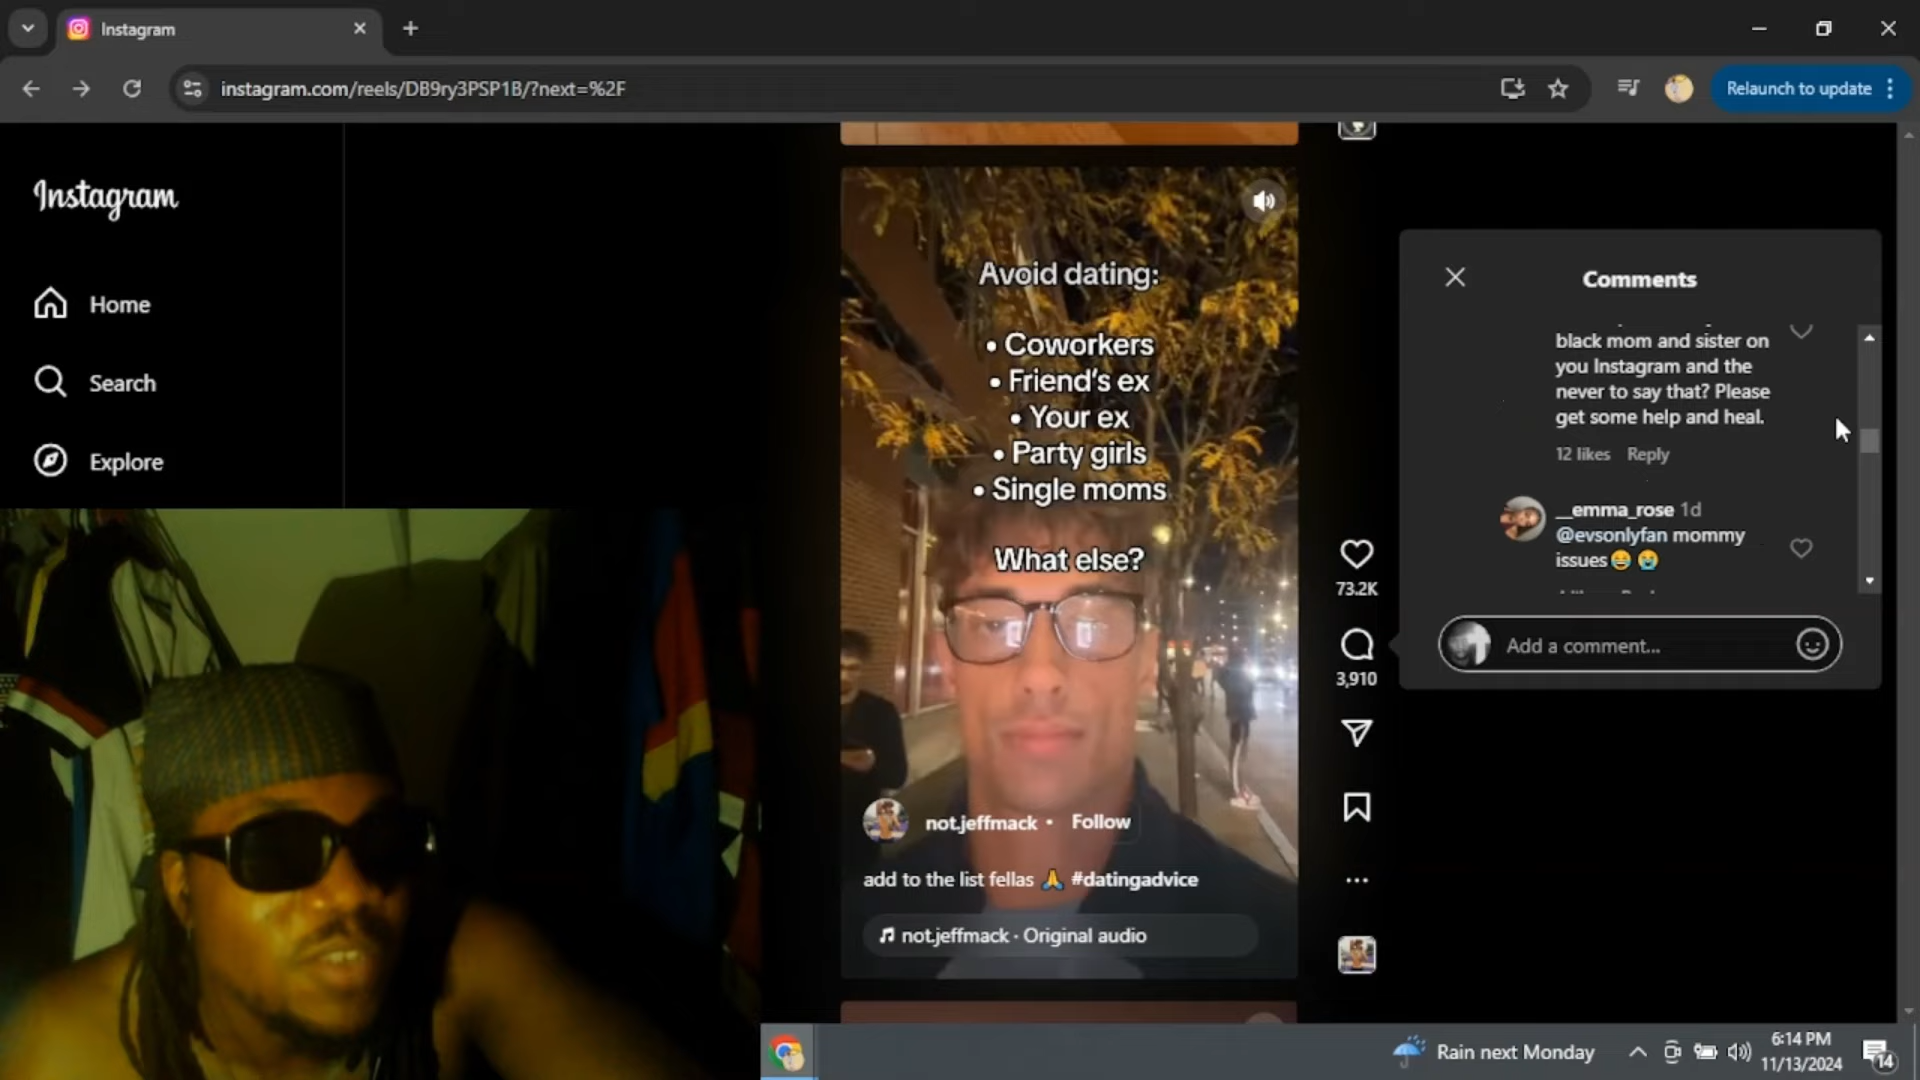 Instagram
instagram.com/reels/DB9ry3PSP1B/?next=%2F
Relaunch to update
Instagram
Home
Search
Explore
Avoid dating:
• Coworkers
• Friend's ex
• Your ex
• Party girls
• Single moms
What else?
not.jeffmack • Follow
add to the list fellas 🙏 #datingadvice
not.jeffmack · Original audio
73.2K
3,910
Comments
black mom and sister on
you Instagram and the
never to say that? Please
get some help and heal.
12 likes Reply
__emma_rose 1d
@evsonlyfan mommy
issues😂 😭
Add a comment...
Rain next Monday
6:14 PM
11/13/2024
14